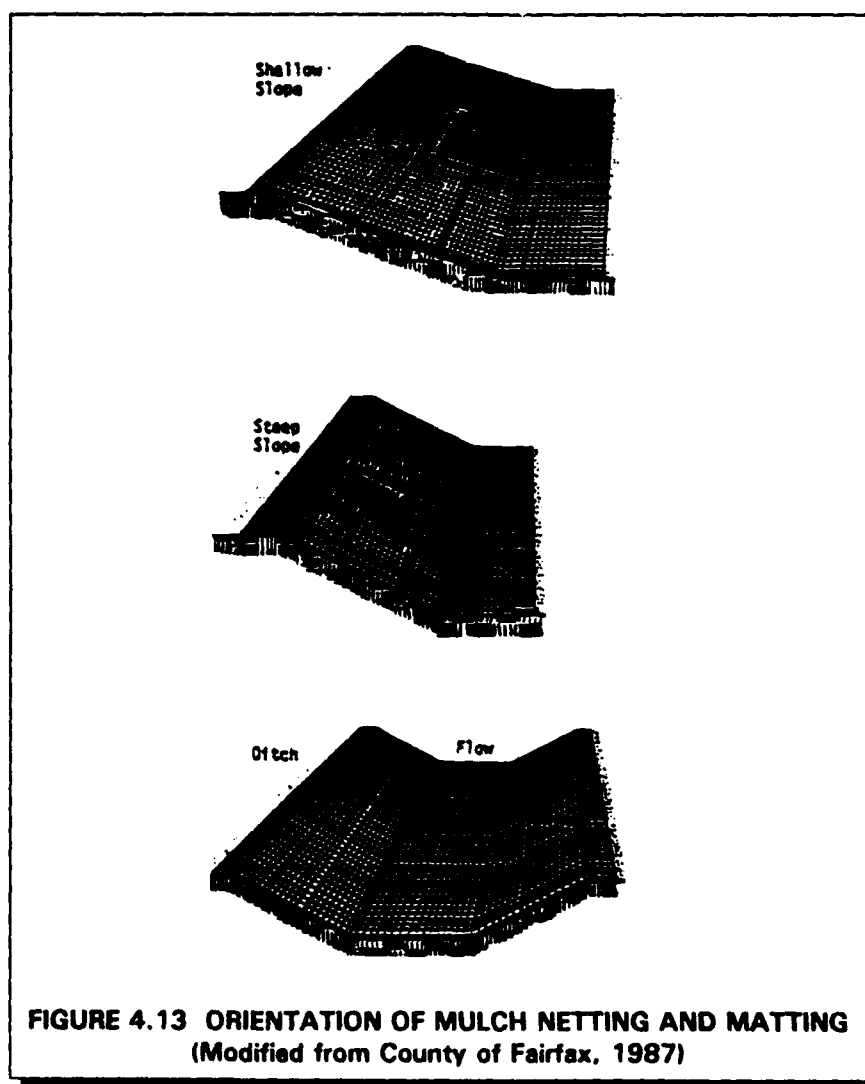 Shallow
Slope
Steep
Slope
Ditch
Flow
FIGURE 4.13 ORIENTATION OF MULCH NETTING AND MATTING
(Modified from County of Fairfax, 1987)